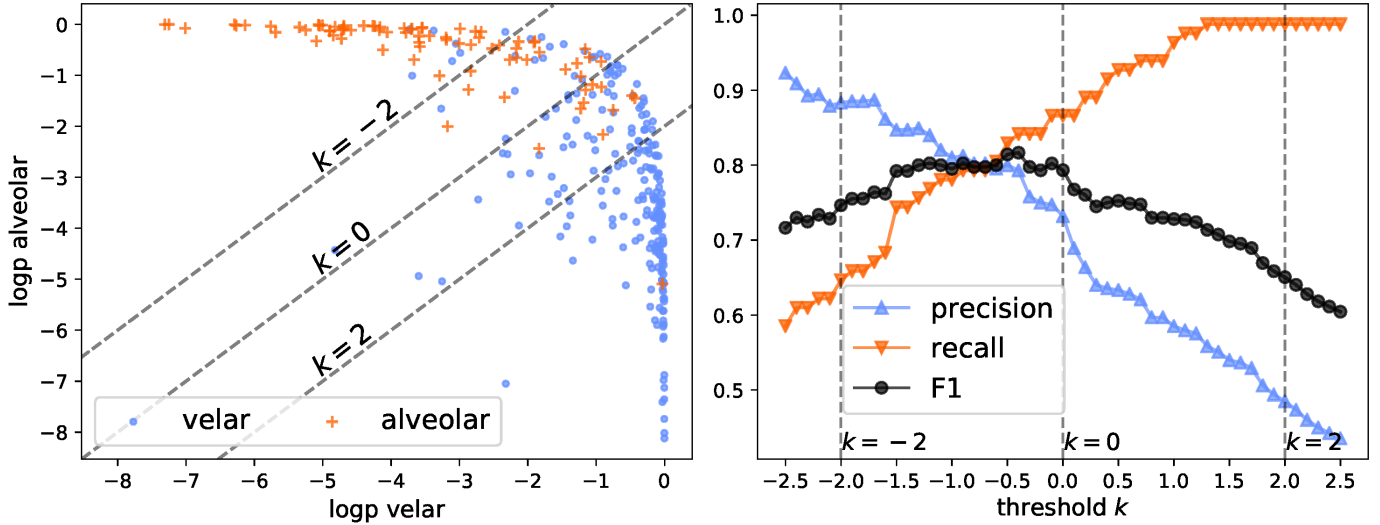 0
−1
−2
−3
−4
−5
−6
−7
−8
logp alveolar
k = −2
k = 0
k = 2
velar
alveolar
−8 −7 −6 −5 −4 −3 −2 −1 0
logp velar
1.0
0.9
0.8
0.7
0.6
0.5
precision
recall
F1
k = −2
k = 0
k = 2
−2.5 −2.0 −1.5 −1.0 −0.5 0.0 0.5 1.0 1.5 2.0 2.5
threshold k